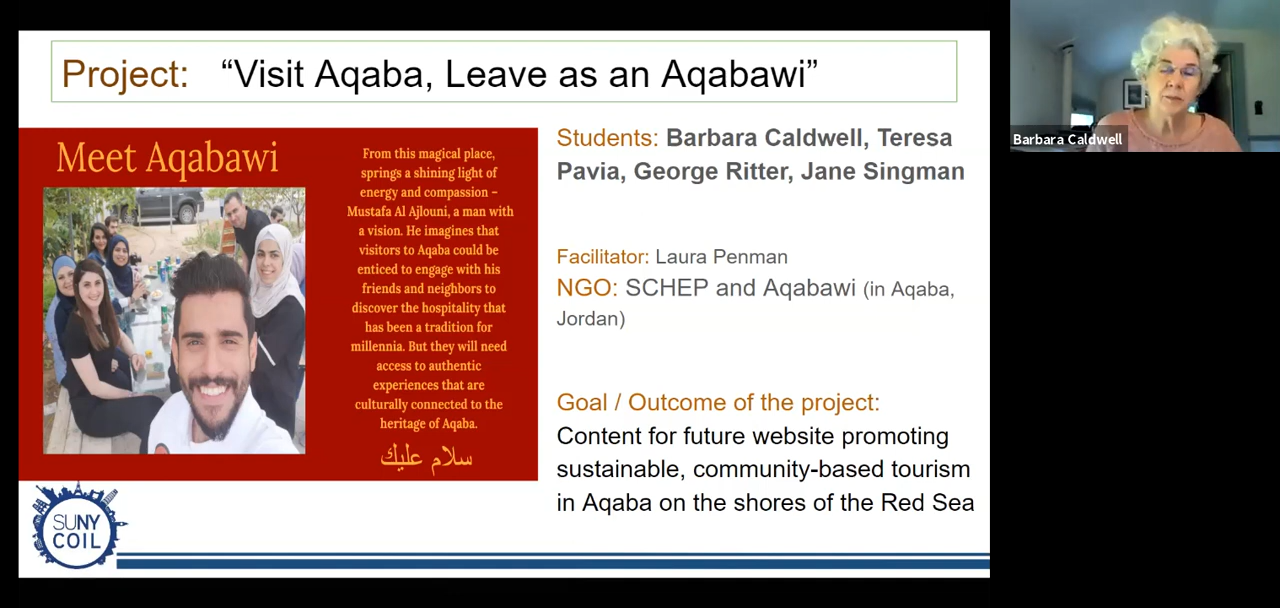 Project: “Visit Aqaba, Leave as an Aqabawi”
Meet Aqabawi
From this magical place,
springs a shining light of
energy and compassion –
Mustafa Al Ajlouni, a man with
a vision. He imagines that
visitors to Aqaba could be
enticed to engage with his
friends and neighbors to
discover the hospitality that
has been a tradition for
millennia. But they will need
access to authentic
experiences that are
culturally connected to the
heritage of Aqaba.
سلام عليك
Students: Barbara Caldwell, Teresa
Pavia, George Ritter, Jane Singman
Facilitator: Laura Penman
NGO: SCHEP and Aqabawi (in Aqaba,
Jordan)
Goal / Outcome of the project:
Content for future website promoting
sustainable, community-based tourism
in Aqaba on the shores of the Red Sea
SUNY
COIL
Barbara Caldwell